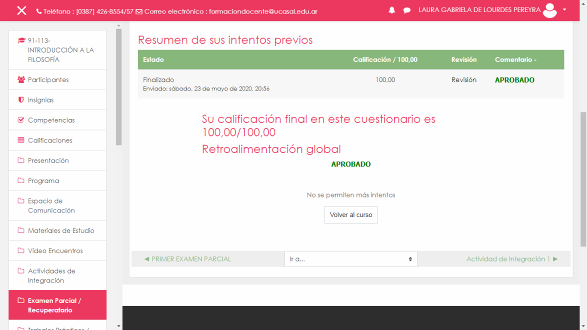 Teléfono : [0387] 426-8554/57 Correo electrónico : formaciondocente@ucasal.edu.ar
LAURA GABRIELA DE LOURDES PEREYRA
91-113-
INTRODUCCIÓN A LA
FILOSOFÍA
Participantes
Insignias
Competencias
Calificaciones
Presentación
Programa
Espacio de
Comunicación
Materiales de Estudio
Video Encuentros
Actividades de
Integración
Examen Parcial /
Recuperatorio
Trabajos Prácticos /
Resumen de sus intentos previos
Estado Calificación / 100,00 Revisión Comentario -
Finalizado 100,00 Revisión APROBADO
Enviado: sábado, 23 de mayo de 2020, 20:56
Su calificación final en este cuestionario es
100,00/100,00
Retroalimentación global
APROBADO
No se permiten más intentos
Volver al curso
◄ PRIMER EXAMEN PARCIAL Ir a... Actividad de Integración 1 ►